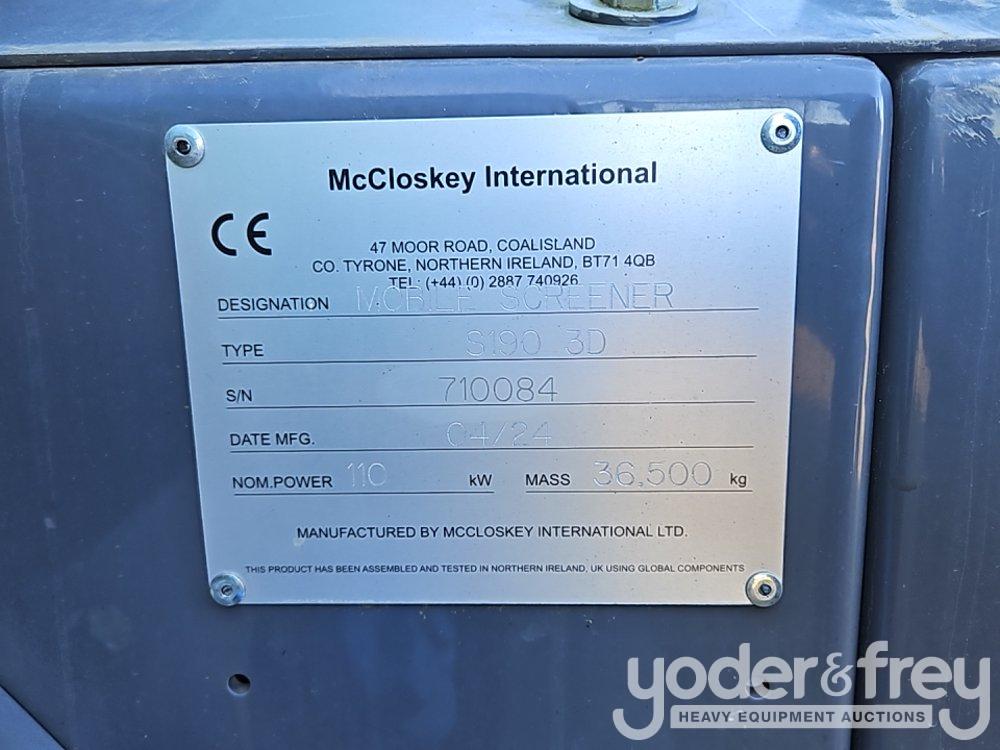 McCloskey International
CE
47 MOOR ROAD, COALISLAND
CO. TYRONE, NORTHERN IRELAND, BT71 4QB
TEL: (+44) (0) 2887 740926
DESIGNATION MOBILE SCREENER
TYPE S190 3D
S/N 710084
DATE MFG. 04/24
NOM.POWER 110 kW MASS 36,500 kg
MANUFACTURED BY MCCLOSKEY INTERNATIONAL LTD.
THIS PRODUCT HAS BEEN ASSEMBLED AND TESTED IN NORTHERN IRELAND, UK USING GLOBAL COMPONENTS
yoder&frey
HEAVY EQUIPMENT AUCTIONS